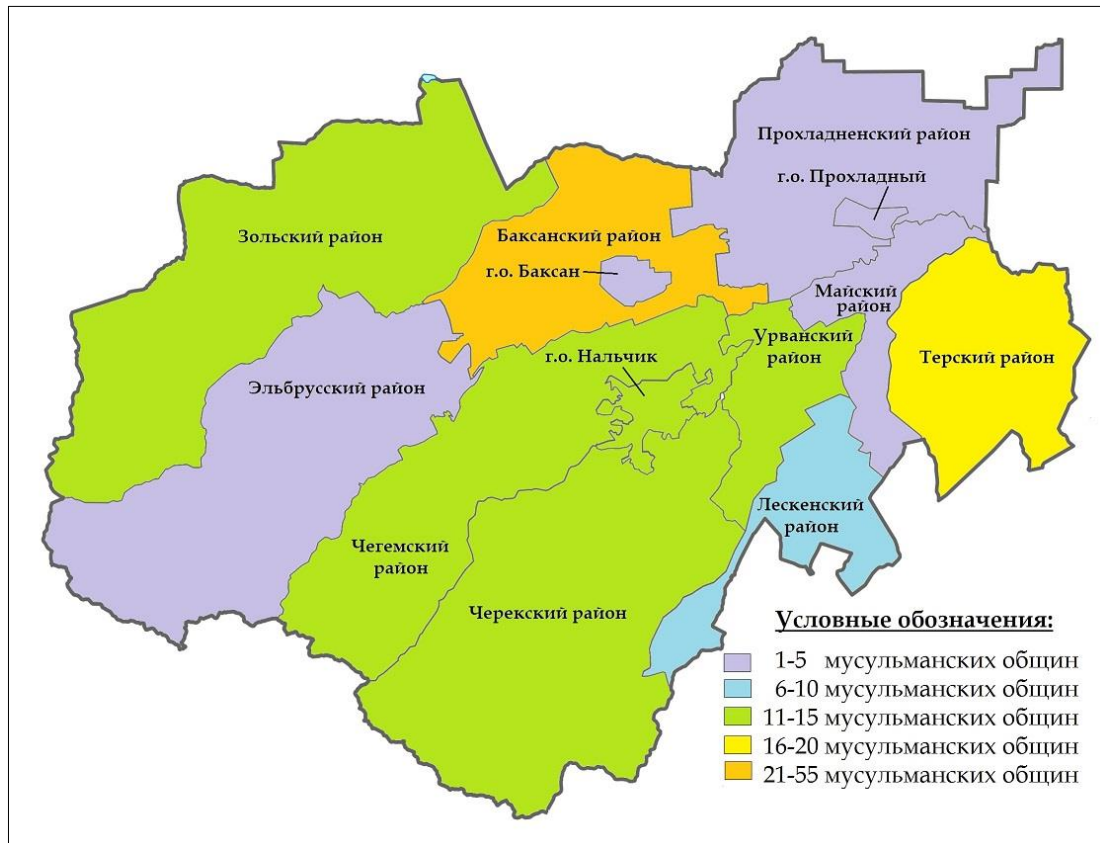 Прохладненский район
г.о. Прохладный
Зольский район
Баксанский район
г.о. Баксан
Майский
район
Урванский
район
Терский район
г.о. Нальчик
Эльбрусский район
Лескенский
район
Чегемский
район
Черекский район
Условные обозначения:
1-5 мусульманских общин
6-10 мусульманских общин
11-15 мусульманских общин
16-20 мусульманских общин
21-55 мусульманских общин